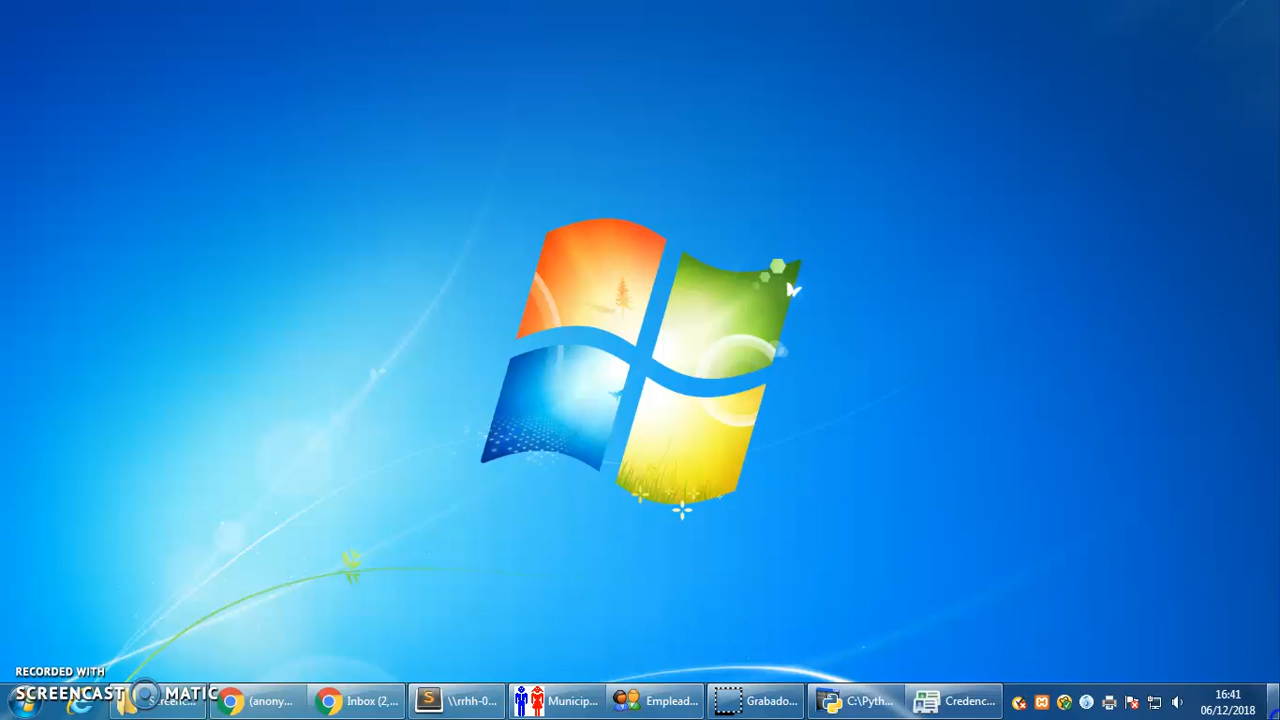 RECORDED WITH
SCREENCAST MATIC
(anony...
Inbox (2,...
S
\\rrhh-0...
Municip...
Emplead...
Grabado...
C:\Pyth...
Credenc...
16:41
06/12/2018